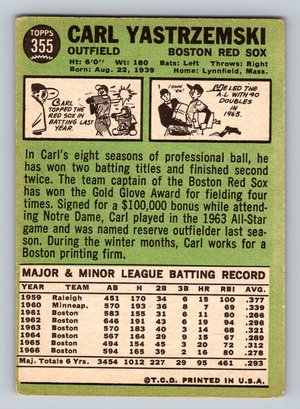 TOPPS
355
CARL YASTRZEMSKI
OUTFIELD BOSTON RED SOX
Ht: 6'0" Wt: 180 Bats: Left Throws: Right
Born: Aug. 22, 1939 Home: Lynnfield, Mass.
CARL TOPPED THE RED SOX IN BATTING LAST YEAR.
HE LED THE A-L WITH 40 DOUBLES IN 1965.
In Carl's eight seasons of professional ball, he
has won two batting titles and finished second
twice. The team captain of the Boston Red Sox
has won the Gold Glove Award for fielding four
times. Signed for a $100,000 bonus while attend-
ing Notre Dame, Carl played in the 1963 All-Star
game and was named reserve outfielder last sea-
son. During the winter months, Carl works for a
Boston printing firm.
MAJOR & MINOR LEAGUE BATTING RECORD
YEAR TEAM AB H 2B 3B HR RBI AVG.
1959 Raleigh 451 170 34 6 15 100 .377
1960 Minneap. 570 193 36 8 7 69 .339
1961 Boston 583 155 31 6 11 80 .266
1962 Boston 646 191 43 6 19 94 .296
1963 Boston 570 183 40 3 14 68 .321
1964 Boston 567 164 29 9 15 67 .289
1965 Boston 494 154 45 3 20 72 .312
1966 Boston 594 165 39 2 16 80 .278
Maj. Totals 6 Yrs. 3454 1012 227 29 95 461 .293
©T.C.G. PRINTED IN U.S.A.